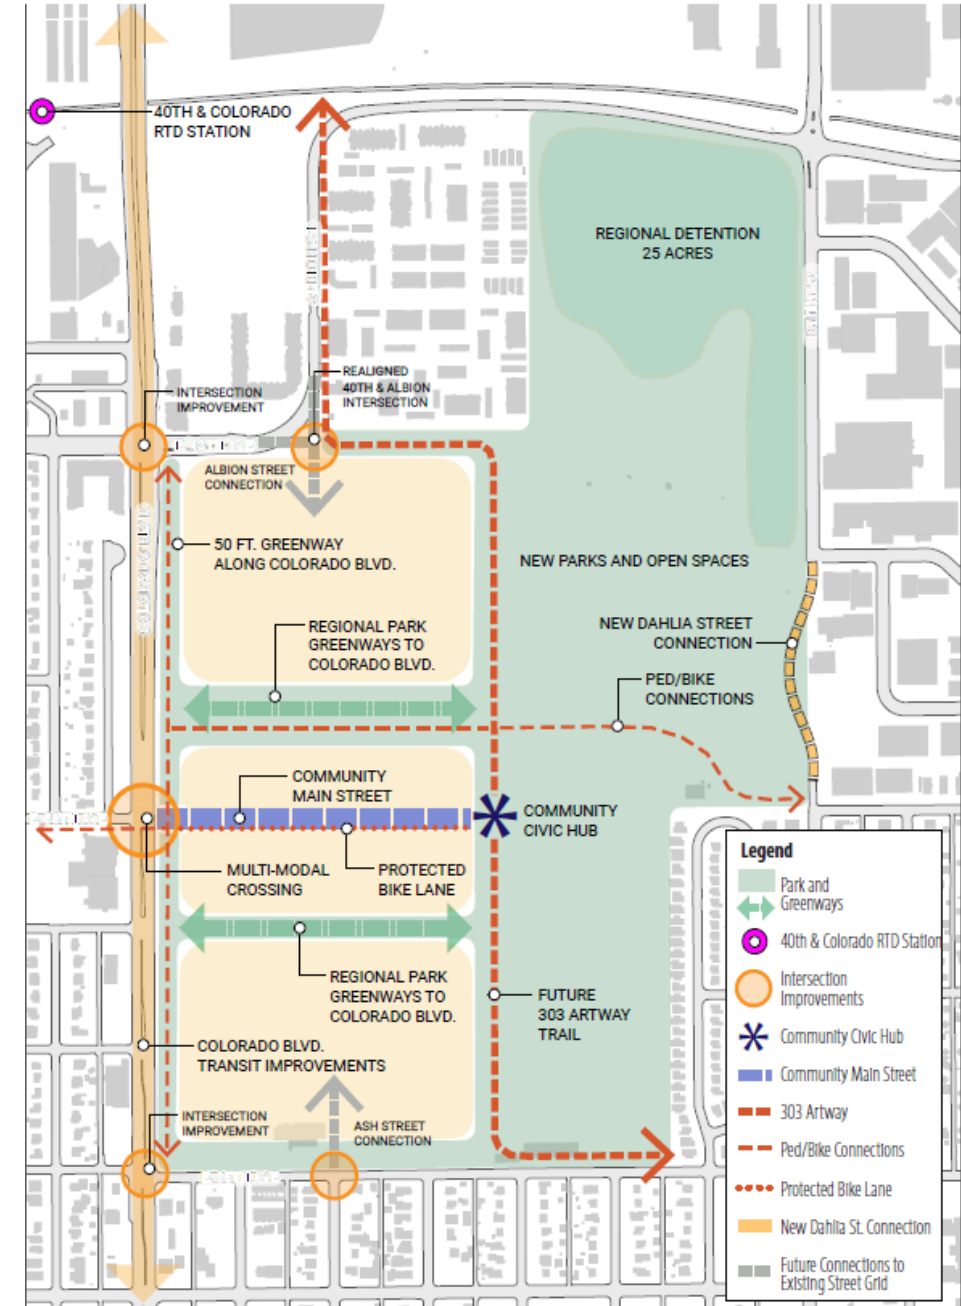 40TH & COLORADO
RTD STATION
REGIONAL DETENTION
25 ACRES
REALIGNED
40TH & ALBION
INTERSECTION
INTERSECTION
IMPROVEMENT
ALBION STREET
CONNECTION
50 FT. GREENWAY
ALONG COLORADO BLVD.
NEW PARKS AND OPEN SPACES
REGIONAL PARK
GREENWAYS TO
COLORADO BLVD.
NEW DAHLIA STREET
CONNECTION
PED/BIKE
CONNECTIONS
COMMUNITY
MAIN STREET
COMMUNITY
CIVIC HUB
MULTI-MODAL
CROSSING
PROTECTED
BIKE LANE
REGIONAL PARK
GREENWAYS TO
COLORADO BLVD.
FUTURE
303 ARTWAY
TRAIL
COLORADO BLVD.
TRANSIT IMPROVEMENTS
INTERSECTION
IMPROVEMENT
ASH STREET
CONNECTION
Legend
Park and
Greenways
40th & Colorado RTD Station
Intersection
Improvements
Community Civic Hub
Community Main Street
303 Artway
Ped/Bike Connections
Protected Bike Lane
New Dahlia St. Connection
Future Connections to
Existing Street Grid